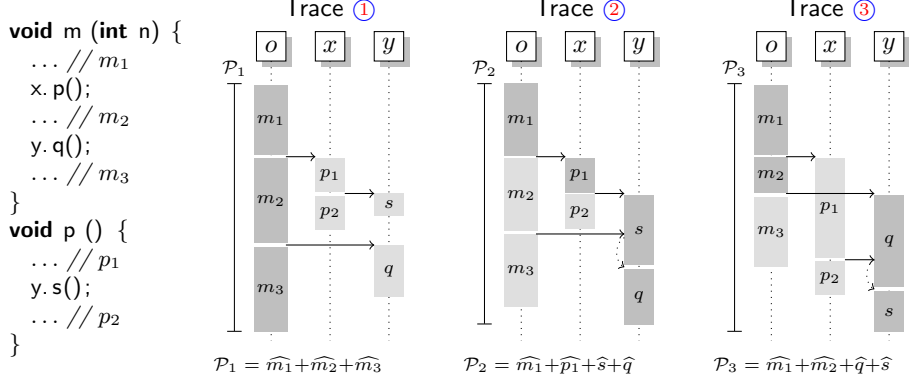 void m (int n) {
... // m₁
x.p();
... // m₂
y.q();
... // m₃
}
void p () {
... // p₁
y.s();
... // p₂
}
Trace ①
o x y
𝒫₁
m₁
p₁
m₂ p₂ s
q
m₃
𝒫₁ = m̂₁+m̂₂+m̂₃
Trace ②
o x y
𝒫₂
m₁
p₁
m₂ p₂ s
m₃
q
𝒫₂ = m̂₁+p̂₁+ŝ+q̂
Trace ③
o x y
𝒫₃
m₁
m₂
p₁
m₃ q
p₂
s
𝒫₃ = m̂₁+m̂₂+q̂+ŝ